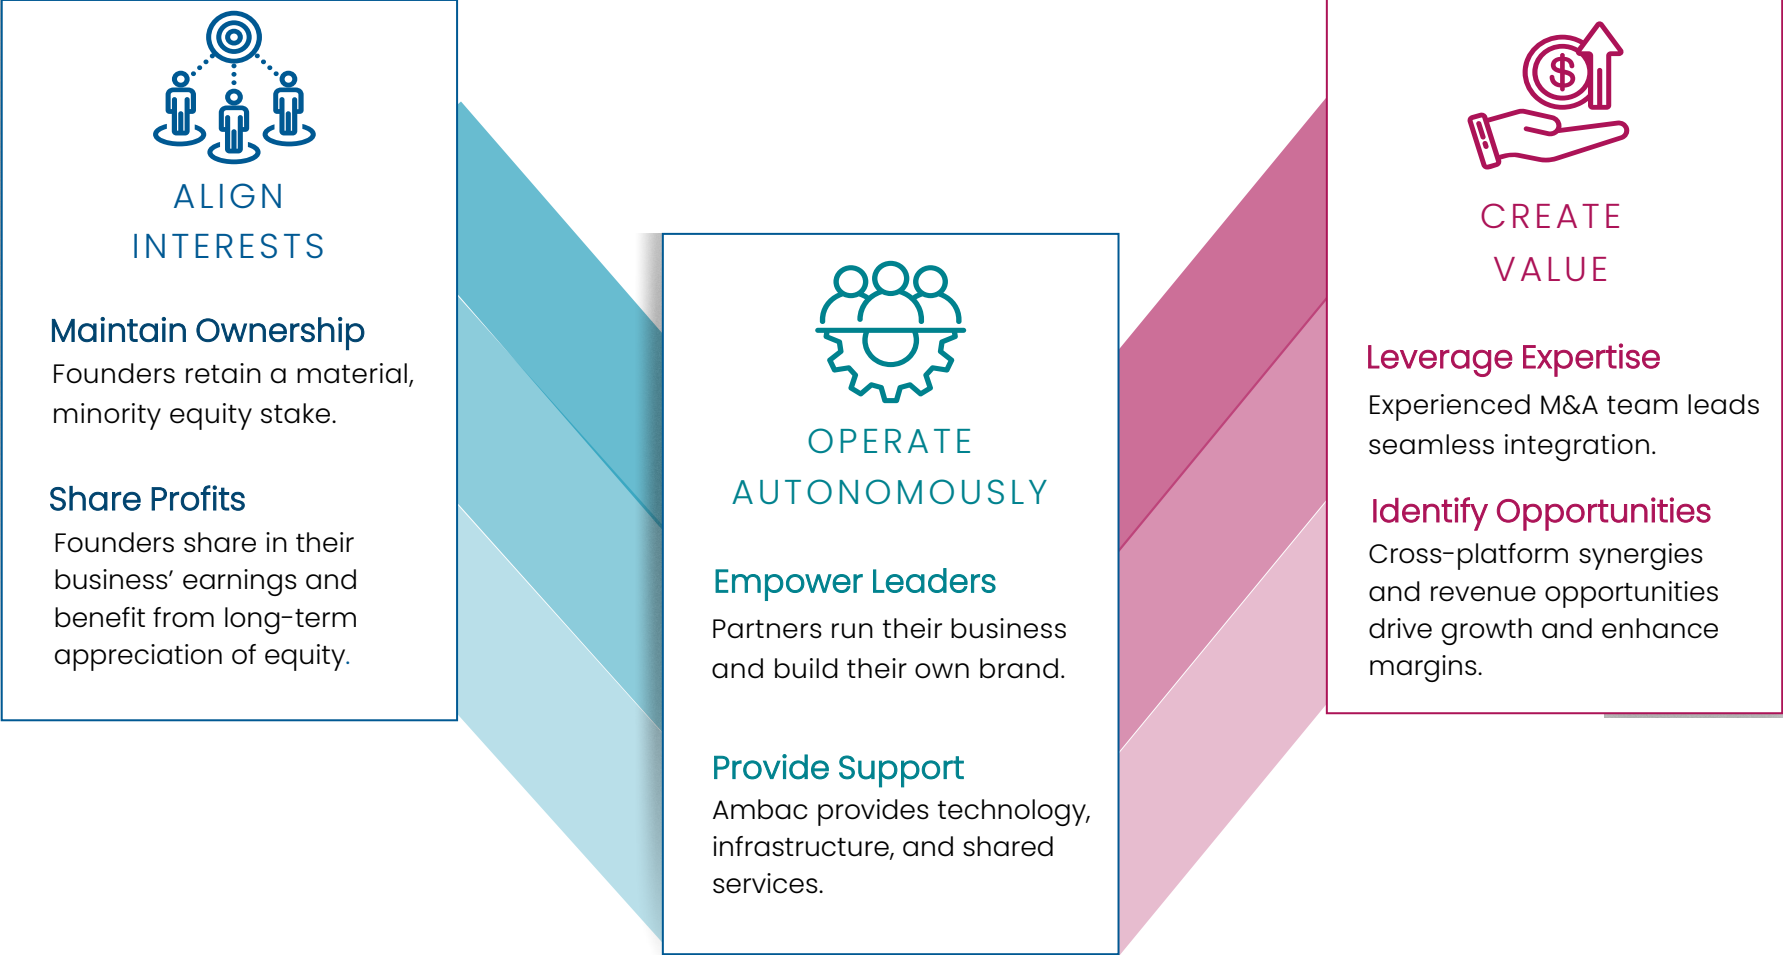 ALIGN
INTERESTS
Maintain Ownership
Founders retain a material,
minority equity stake.
Share Profits
Founders share in their
business’ earnings and
benefit from long-term
appreciation of equity.
OPERATE
AUTONOMOUSLY
Empower Leaders
Partners run their business
and build their own brand.
Provide Support
Ambac provides technology,
infrastructure, and shared
services.
$
CREATE
VALUE
Leverage Expertise
Experienced M&A team leads
seamless integration.
Identify Opportunities
Cross-platform synergies
and revenue opportunities
drive growth and enhance
margins.